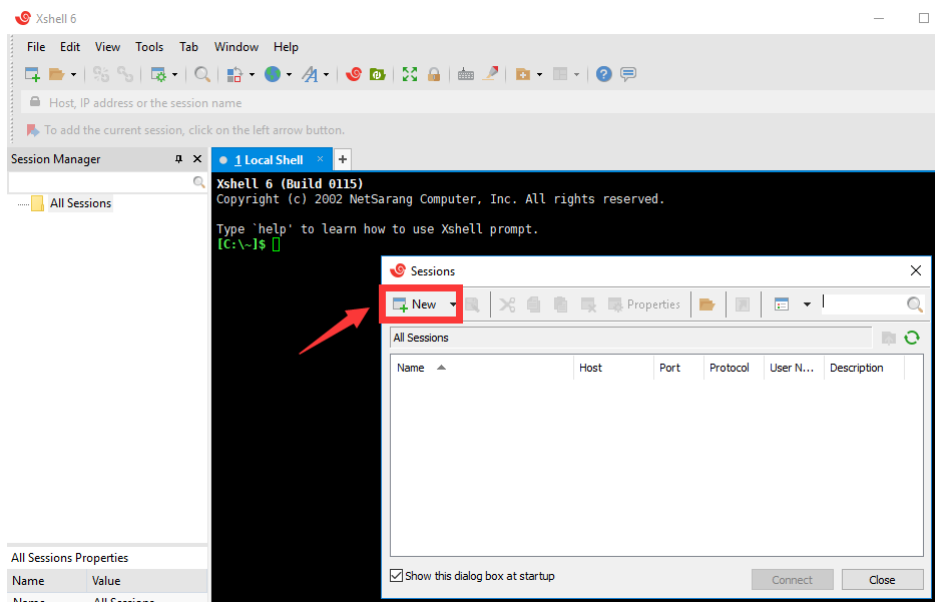 Xshell 6
File Edit View Tools Tab Window Help
Host, IP address or the session name
To add the current session, click on the left arrow button.
Session Manager
1 Local Shell
All Sessions
Xshell 6 (Build 0115)
Copyright (c) 2002 NetSarang Computer, Inc. All rights reserved.
Type `help' to learn how to use Xshell prompt.
[C:\~]$
Sessions
New
Properties
All Sessions
Name Host Port Protocol User N... Description
Show this dialog box at startup
Connect Close
All Sessions Properties
Name Value
Name All Sessions